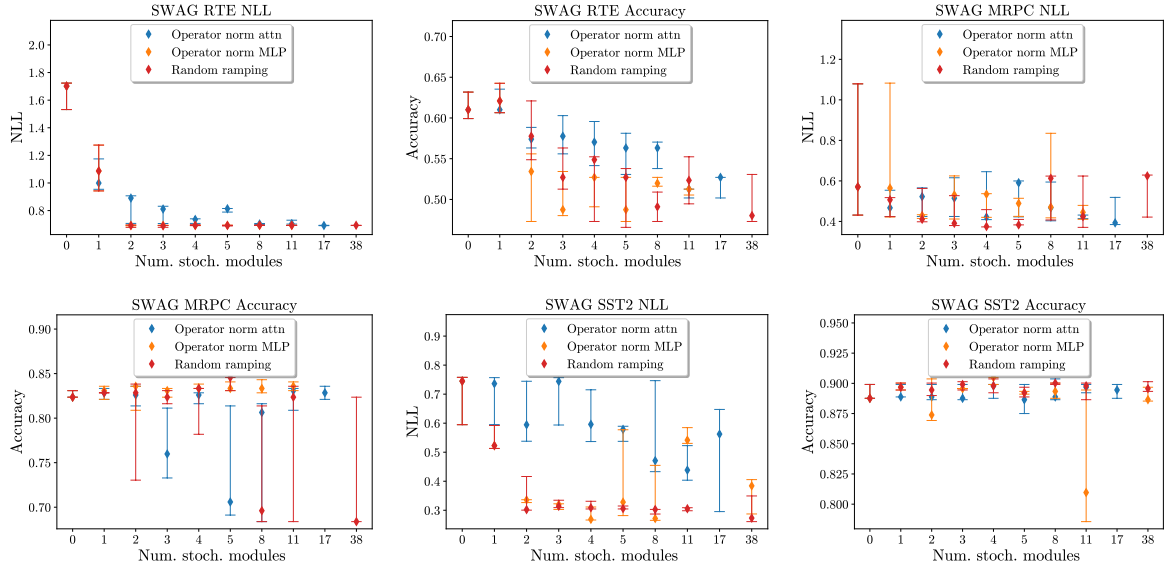 SWAG RTE NLL
2.0
1.8
1.6
1.4
1.2
1.0
0.8
NLL
Operator norm attn
Operator norm MLP
Random ramping
0 1 2 3 4 5 8 11 17 38
Num. stoch. modules
SWAG RTE Accuracy
0.70
0.65
0.60
0.55
0.50
Accuracy
Operator norm attn
Operator norm MLP
Random ramping
0 1 2 3 4 5 8 11 17 38
Num. stoch. modules
SWAG MRPC NLL
1.2
1.0
0.8
0.6
0.4
NLL
Operator norm attn
Operator norm MLP
Random ramping
0 1 2 3 4 5 8 11 17 38
Num. stoch. modules
SWAG MRPC Accuracy
0.90
0.85
0.80
0.75
0.70
Accuracy
Operator norm attn
Operator norm MLP
Random ramping
0 1 2 3 4 5 8 11 17 38
Num. stoch. modules
SWAG SST2 NLL
0.9
0.8
0.7
0.6
0.5
0.4
0.3
NLL
Operator norm attn
Operator norm MLP
Random ramping
0 1 2 3 4 5 8 11 17 38
Num. stoch. modules
SWAG SST2 Accuracy
0.950
0.925
0.900
0.875
0.850
0.825
0.800
Accuracy
Operator norm attn
Operator norm MLP
Random ramping
0 1 2 3 4 5 8 11 17 38
Num. stoch. modules